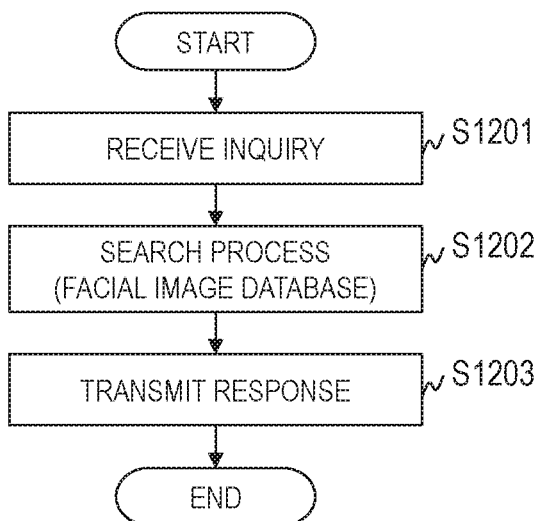 START
RECEIVE INQUIRY
S1201
SEARCH PROCESS
(FACIAL IMAGE DATABASE)
S1202
TRANSMIT RESPONSE
S1203
END